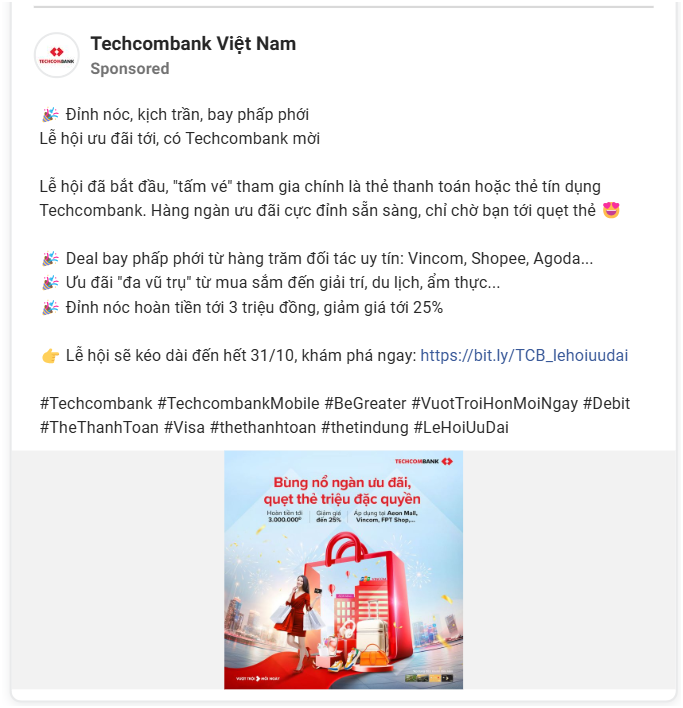 TECHCOMBANK
Techcombank Việt Nam
Sponsored
🎉 Đỉnh nóc, kịch trần, bay phấp phới
Lễ hội ưu đãi tới, có Techcombank mời
Lễ hội đã bắt đầu, "tấm vé" tham gia chính là thẻ thanh toán hoặc thẻ tín dụng
Techcombank. Hàng ngàn ưu đãi cực đỉnh sẵn sàng, chỉ chờ bạn tới quẹt thẻ 😍
🎉 Deal bay phấp phới từ hàng trăm đối tác uy tín: Vincom, Shopee, Agoda...
🎉 Ưu đãi "đa vũ trụ" từ mua sắm đến giải trí, du lịch, ẩm thực...
🎉 Đỉnh nóc hoàn tiền tới 3 triệu đồng, giảm giá tới 25%
👉 Lễ hội sẽ kéo dài đến hết 31/10, khám phá ngay: https://bit.ly/TCB_lehoiuudai
#Techcombank #TechcombankMobile #BeGreater #VuotTroiHonMoiNgay #Debit
#TheThanhToan #Visa #thethanhtoan #thetindung #LeHoiUuDai
TECHCOMBANK
Bùng nổ ngàn ưu đãi,
quẹt thẻ triệu đặc quyền
Hoàn tiền tới
3.000.000đ
Giảm giá
đến 25%
Áp dụng tại Aeon Mall,
Vincom, FPT Shop,...
VINCOM
VƯỢT TRỘI MỖI NGÀY